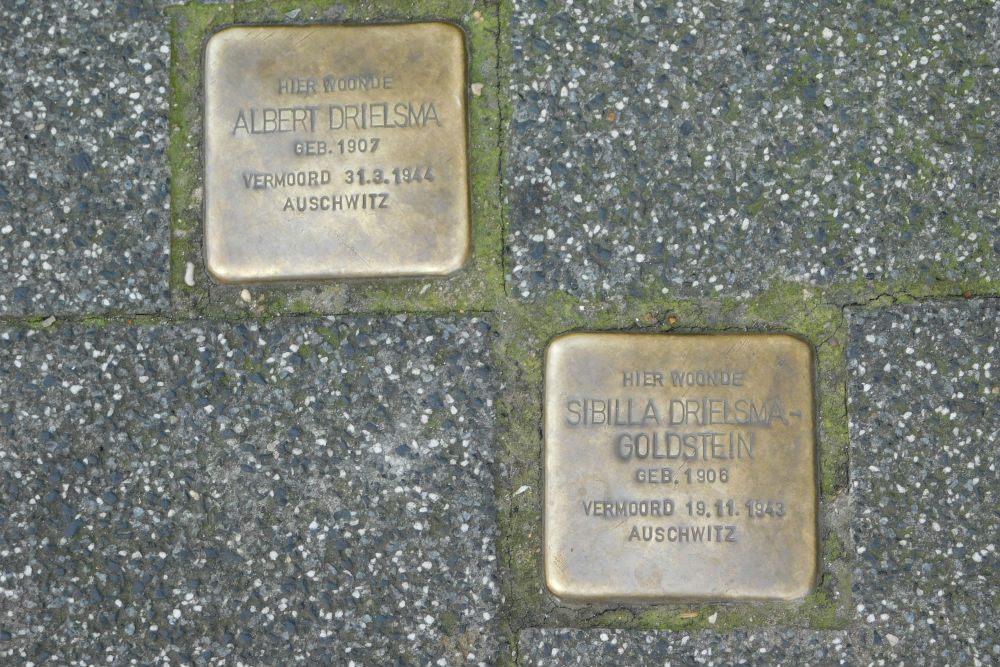 HIER WOONDE
ALBERT DRIELSMA
GEB. 1907
VERMOORD 31.3.1944
AUSCHWITZ
HIER WOONDE
SIBILLA DRIELSMA-
GOLDSTEIN
GEB. 1906
VERMOORD 19.11.1943
AUSCHWITZ